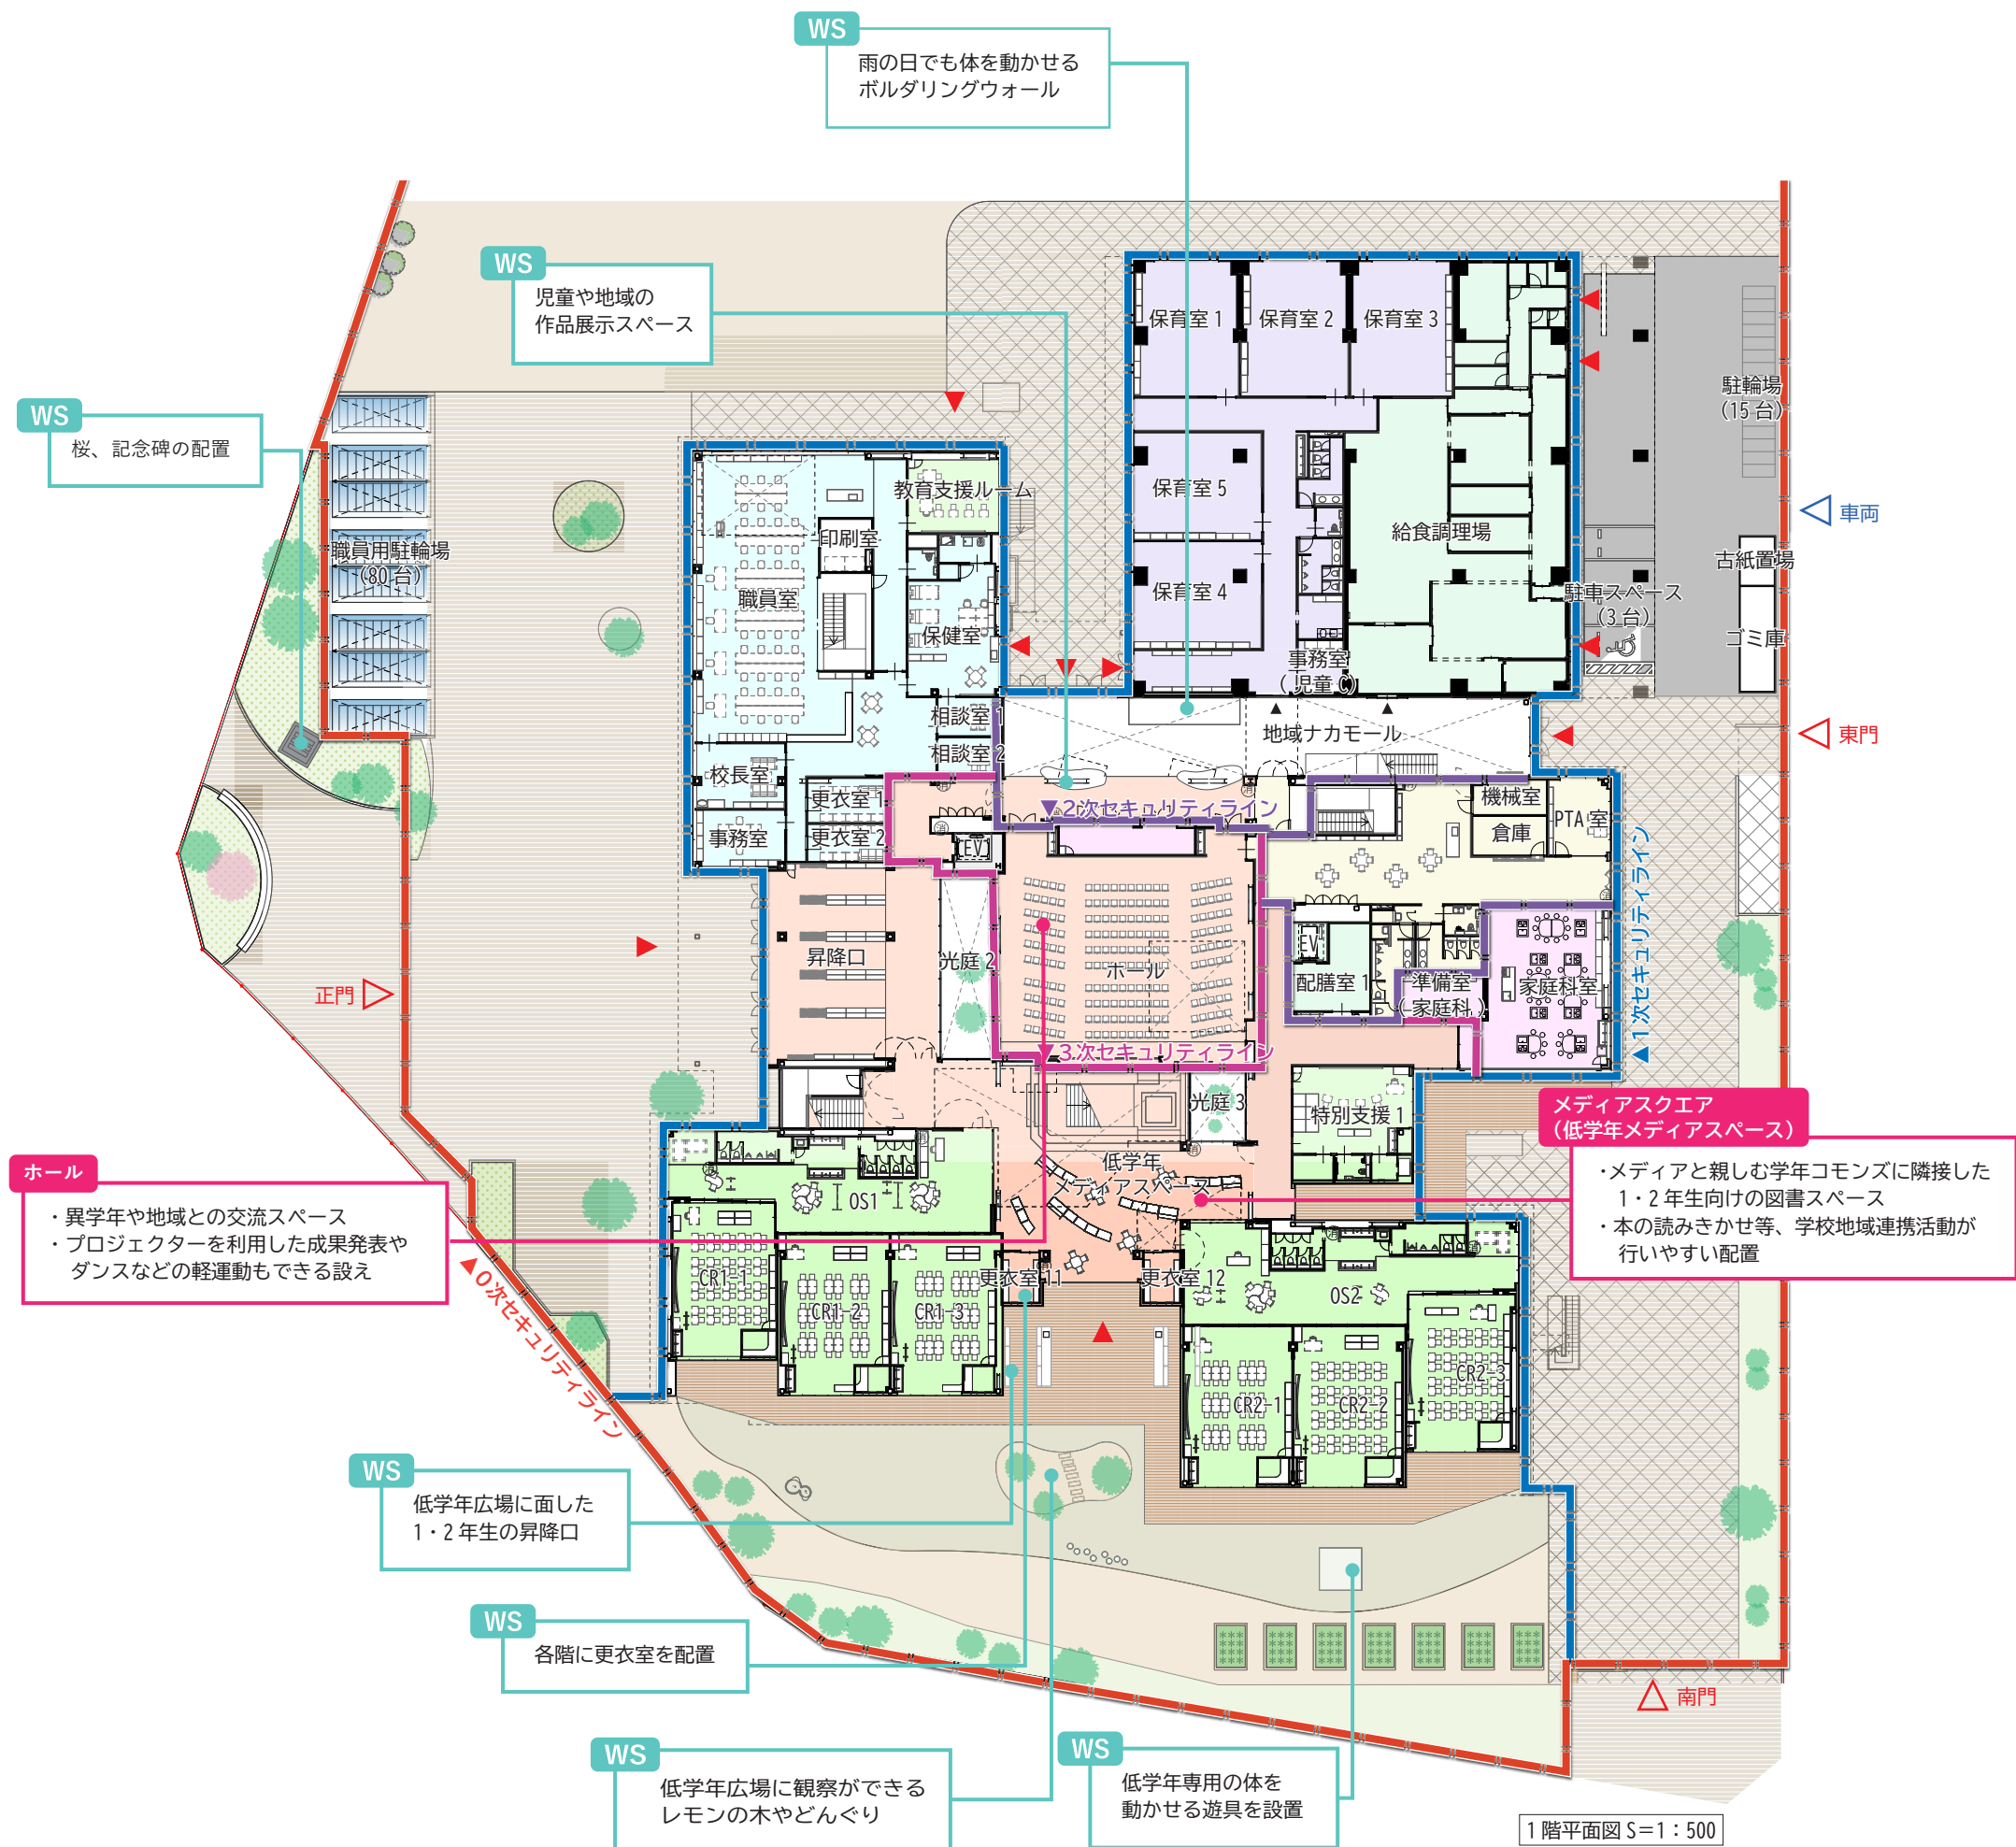 WS
雨の日でも体を動かせる
ボルダリングウォール
WS
児童や地域の
作品展示スペース
WS
桜、記念碑の配置
保育室 1
保育室 2
保育室 3
駐輪場
（15 台）
車両
教育支援ルーム
保育室 5
給食調理場
印刷室
職員用駐輪場
（80 台）
古紙置場
職員室
保育室 4
駐車スペース
（3 台）
保健室
ゴミ庫
事務室
（ 児童 C）
相談室 1
地域ナカモール
東門
相談室 2
校長室
更衣室 1
機械室
▼2次セキュリティライン
PTA 室
事務室
更衣室 2
倉庫
EV
▲1次セキュリティライン
EV
昇降口
光庭 2
ホール
配膳室 1
準備室
（ 家庭科 ）
家庭科室
正門
▼3次セキュリティライン
光庭 3
特別支援 1
メディアスクエア
（低学年メディアスペース）
・メディアと親しむ学年コモンズに隣接した
1・2 年生向けの図書スペース
・本の読みきかせ等、学校地域連携活動が
行いやすい配置
ホール
・異学年や地域との交流スペース
・プロジェクターを利用した成果発表や
ダンスなどの軽運動もできる設え
低学年
メディアスペース
OS1
CR1-1
CR1-2
CR1-3
更衣室 11
更衣室 12
OS2
▲0次セキュリティライン
CR2-1
CR2-2
CR2-3
WS
低学年広場に面した
1・2 年生の昇降口
WS
各階に更衣室を配置
南門
WS
低学年広場に観察ができる
レモンの木やどんぐり
WS
低学年専用の体を
動かせる遊具を設置
1 階平面図 S＝1：500